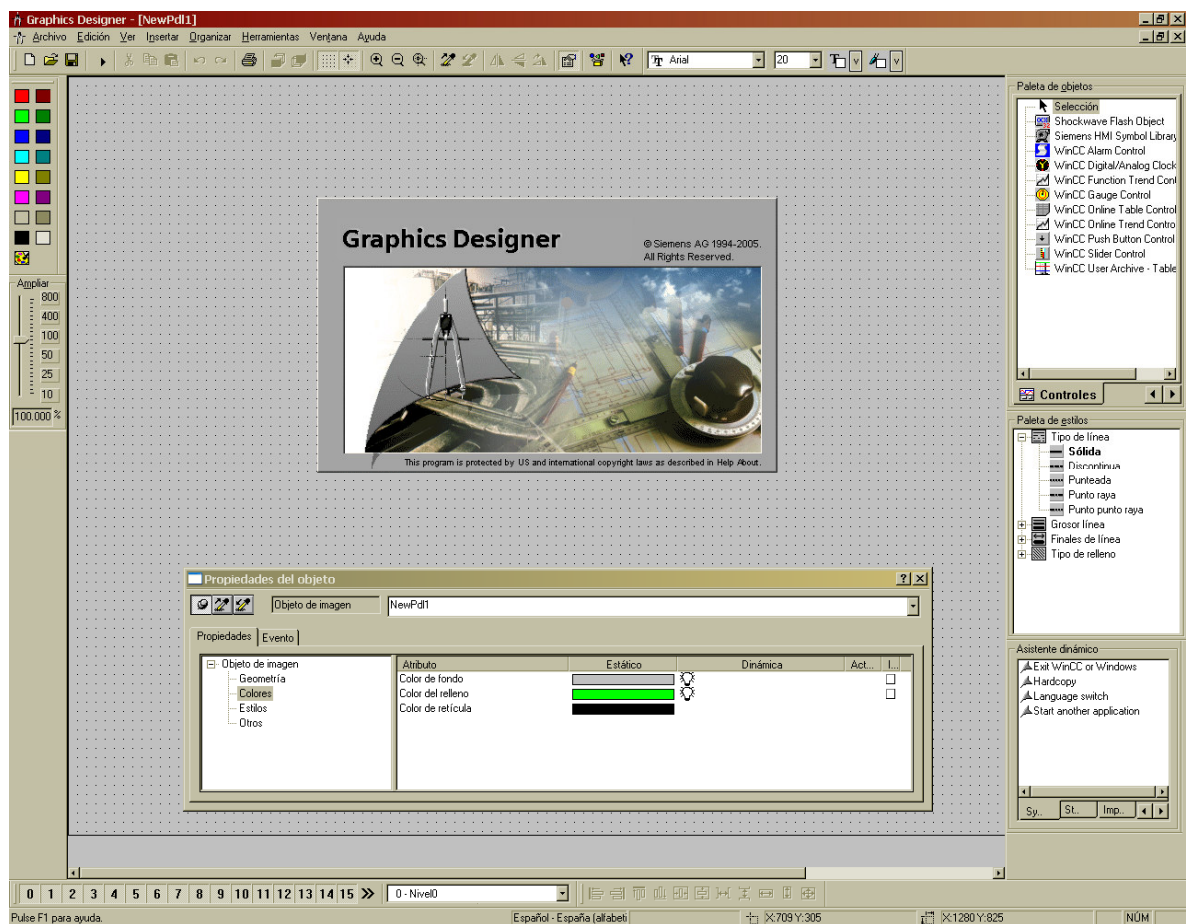 Graphics Designer - [NewPdl1]
Archivo Edición Ver Insertar Organizar Herramientas Ventana Ayuda
Arial 20
Ampliar
800
400
100
50
25
10
100.000 %
Graphics Designer
© Siemens AG 1994-2005.
All Rights Reserved.
This program is protected by US and international copyright laws as described in Help About.
Paleta de objetos
Selección
Shockwave Flash Object
Siemens HMI Symbol Library
WinCC Alarm Control
WinCC Digital/Analog Clock
WinCC Function Trend Cont
WinCC Gauge Control
WinCC Online Table Control
WinCC Online Trend Contro
WinCC Push Button Control
WinCC Slider Control
WinCC User Archive - Table
Controles
Paleta de estilos
Tipo de línea
Sólida
Discontinua
Punteada
Punto raya
Punto punto raya
Grosor línea
Finales de línea
Tipo de relleno
Propiedades del objeto
Objeto de imagen NewPdl1
Propiedades Evento
Objeto de imagen
Geometría
Colores
Estilos
Otros
Atributo Estático Dinámica Act... I...
Color de fondo
Color del relleno
Color de retícula
Asistente dinámico
Exit WinCC or Windows
Hardcopy
Language switch
Start another application
Sy.. St.. Imp..
0 1 2 3 4 5 6 7 8 9 10 11 12 13 14 15 0 - Nivel0
Pulse F1 para ayuda. Español - España (alfabeti X:709 Y:305 X:1280 Y:825 NÚM